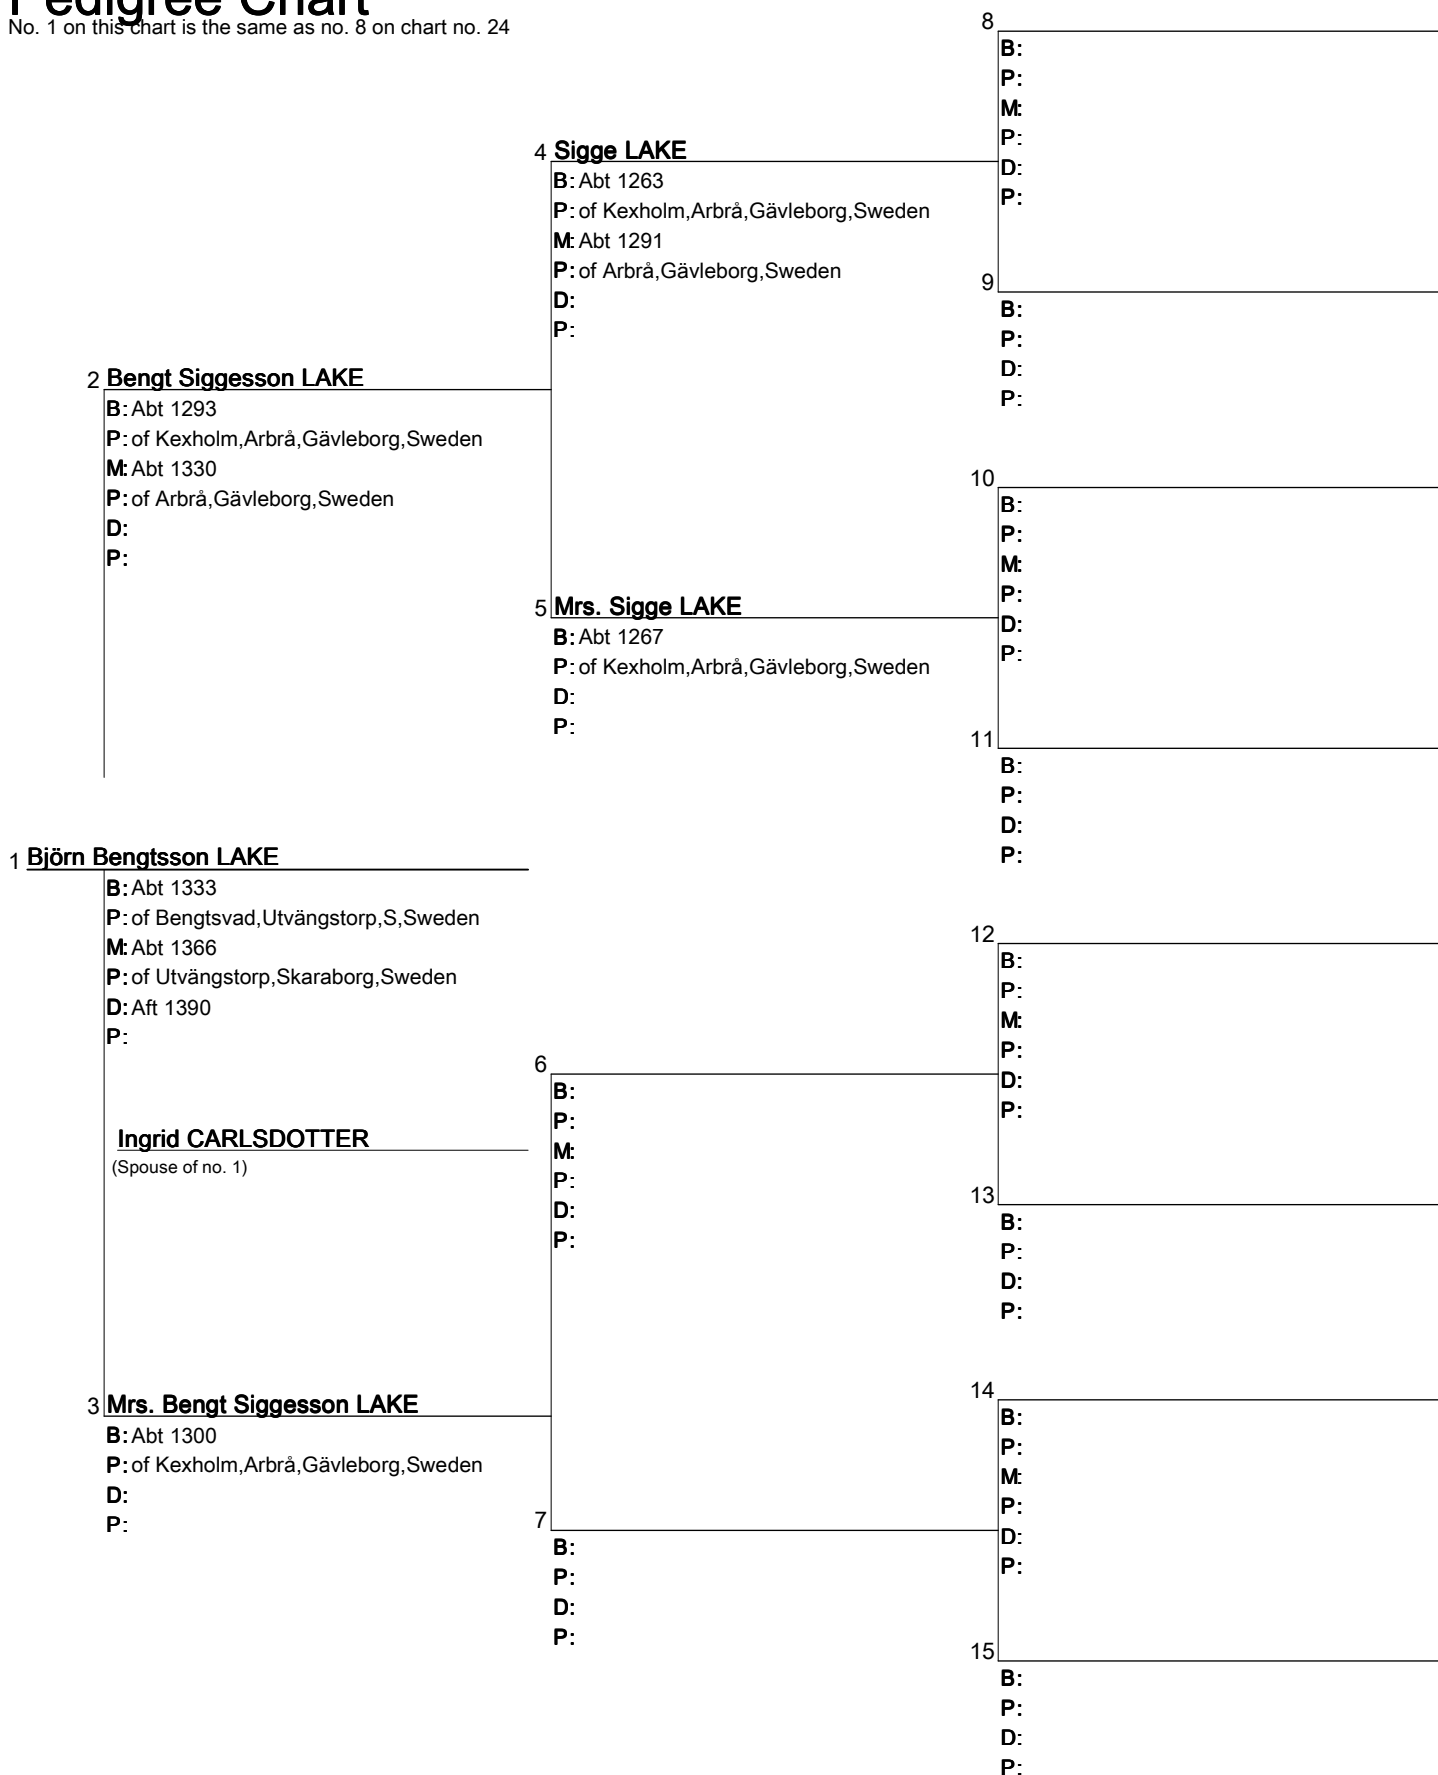 Pedigree Chart
No. 1 on this chart is the same as no. 8 on chart no. 24
8
B:
P:
M:
P:
D:
P:
4 Sigge LAKE
B: Abt 1263
P: of Kexholm,Arbrå,Gävleborg,Sweden
M: Abt 1291
P: of Arbrå,Gävleborg,Sweden
D:
P:
9
B:
P:
D:
P:
2 Bengt Siggesson LAKE
B: Abt 1293
P: of Kexholm,Arbrå,Gävleborg,Sweden
M: Abt 1330
P: of Arbrå,Gävleborg,Sweden
D:
P:
10
B:
P:
M:
P:
D:
P:
5 Mrs. Sigge LAKE
B: Abt 1267
P: of Kexholm,Arbrå,Gävleborg,Sweden
D:
P:
11
B:
P:
D:
P:
1 Björn Bengtsson LAKE
B: Abt 1333
P: of Bengtsvad,Utvängstorp,S,Sweden
M: Abt 1366
P: of Utvängstorp,Skaraborg,Sweden
D: Aft 1390
P:
12
B:
P:
M:
P:
D:
P:
6
B:
P:
M:
P:
D:
P:
Ingrid CARLSDOTTER
(Spouse of no. 1)
13
B:
P:
D:
P:
3 Mrs. Bengt Siggesson LAKE
B: Abt 1300
P: of Kexholm,Arbrå,Gävleborg,Sweden
D:
P:
14
B:
P:
M:
P:
D:
P:
7
B:
P:
D:
P:
15
B:
P:
D:
P: